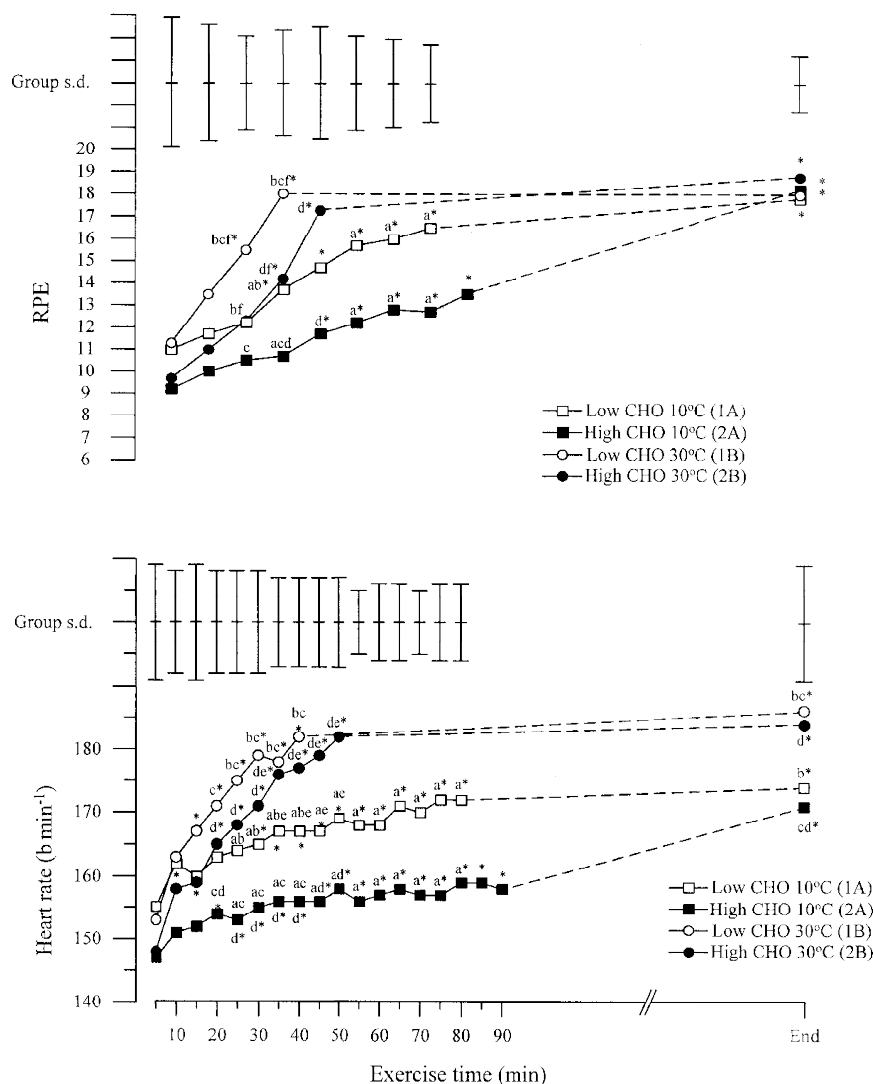 Group s.d.
20
19
18
17
16
15
14
13
12
11
10
9
8
7
6
RPE
bcf*
bcf*
d*
df*
ab*
bf
*
a*
a*
a*
c
acd
d*
a*
a*
a*
*
*
*
*
*
Low CHO 10°C (1A)
High CHO 10°C (2A)
Low CHO 30°C (1B)
High CHO 30°C (2B)
Group s.d.
180
170
160
150
140
Heart rate (b min⁻¹)
*
c*
bc*
bc*
bc*
bc
*
de*
de*
de*
de*
d*
d*
d*
*
*
ab
ab*
abe
*
abe
*
ae
*
ac
*
a*
a*
a*
a*
a*
a*
cd
*
ac
d*
ac
d*
ac
d*
ac
d*
ad*
ad*
a*
a*
a*
a*
a*
a*
*
*
bc*
d*
b*
cd*
Low CHO 10°C (1A)
High CHO 10°C (2A)
Low CHO 30°C (1B)
High CHO 30°C (2B)
10 20 30 40 50 60 70 80 90 End
Exercise time (min)